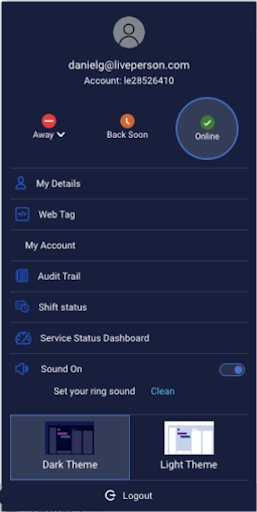 danielg@liveperson.com
Account: le28526410
Away Back Soon Online
My Details
Web Tag
My Account
Audit Trail
Shift status
Service Status Dashboard
Sound On
Set your ring sound Clean
Dark Theme Light Theme
Logout